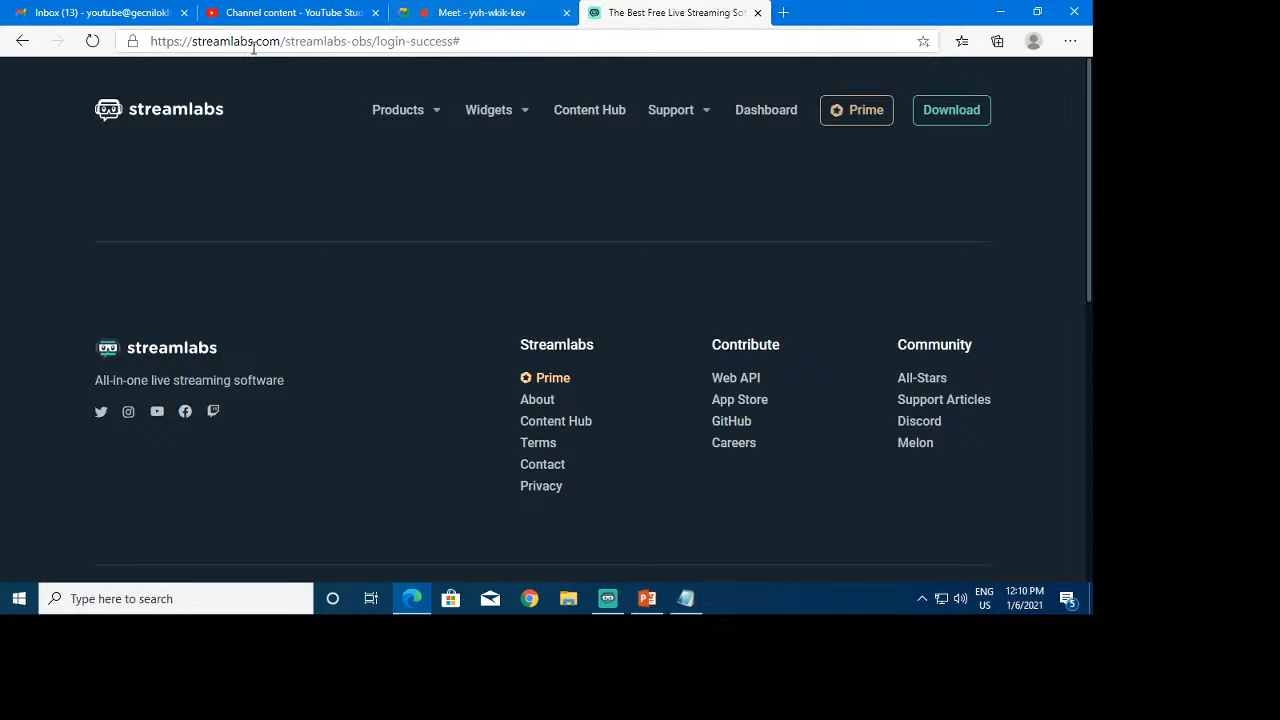 Inbox (13) - youtube@gecnilokh
Channel content - YouTube Stud
Meet - yvh-wkik-kev
The Best Free Live Streaming Sof
https://streamlabs.com/streamlabs-obs/login-success#
streamlabs
Products
Widgets
Content Hub
Support
Dashboard
Prime
Download
streamlabs
All-in-one live streaming software
Streamlabs
Prime
About
Content Hub
Terms
Contact
Privacy
Contribute
Web API
App Store
GitHub
Careers
Community
All-Stars
Support Articles
Discord
Melon
Type here to search
ENG
US
12:10 PM
1/6/2021
5